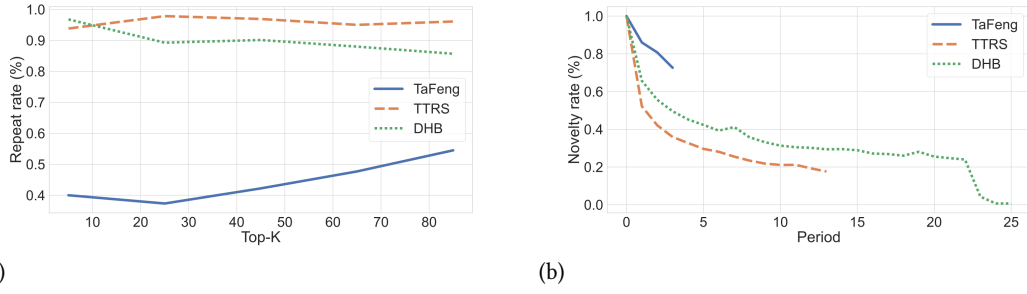 1.0
0.9
0.8
0.7
0.6
0.5
0.4
Repeat rate (%)
TaFeng
TTRS
DHB
10 20 30 40 50 60 70 80
Top-K
)
1.0
0.8
0.6
0.4
0.2
0.0
Novelty rate (%)
TaFeng
TTRS
DHB
0 5 10 15 20 25
Period
(b)